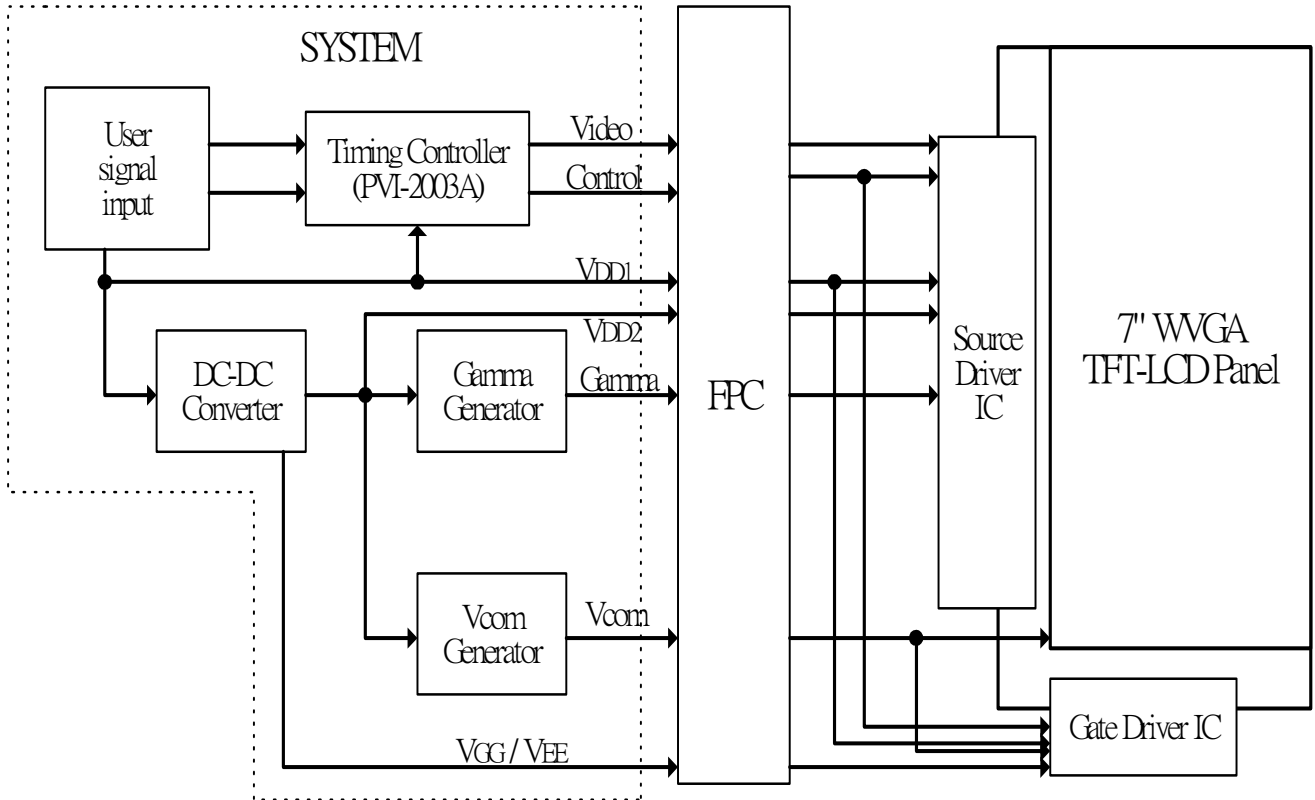 SYSTEM
User
signal
input
Timing Controller
(PVI-2003A)
Video
Control
VDD1
VDD2
DC-DC
Converter
Gamma
Generator
Gamma
FPC
Source
Driver
IC
7" WVGA
TFT-LCD Panel
Vcom
Generator
Vcom
VGG / VEE
Gate Driver IC